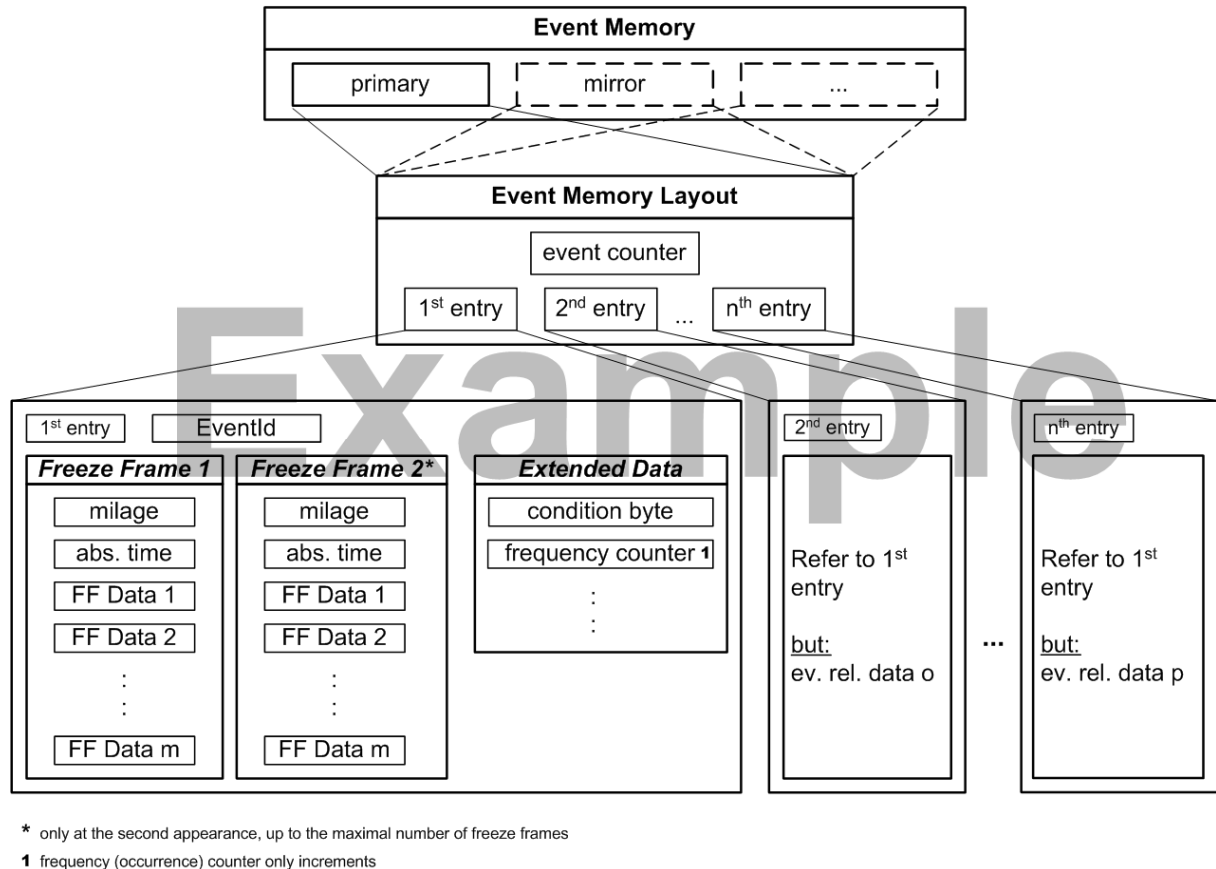 Event Memory
primary
mirror
...
Event Memory Layout
event counter
1st entry
2nd entry
...
nth entry
Example
1st entry
EventId
Freeze Frame 1
milage
abs. time
FF Data 1
FF Data 2
:
:
FF Data m
Freeze Frame 2*
milage
abs. time
FF Data 1
FF Data 2
:
:
FF Data m
Extended Data
condition byte
frequency counter 1
:
:
2nd entry
Refer to 1st
entry
but:
ev. rel. data o
...
nth entry
Refer to 1st
entry
but:
ev. rel. data p
* only at the second appearance, up to the maximal number of freeze frames
1 frequency (occurrence) counter only increments